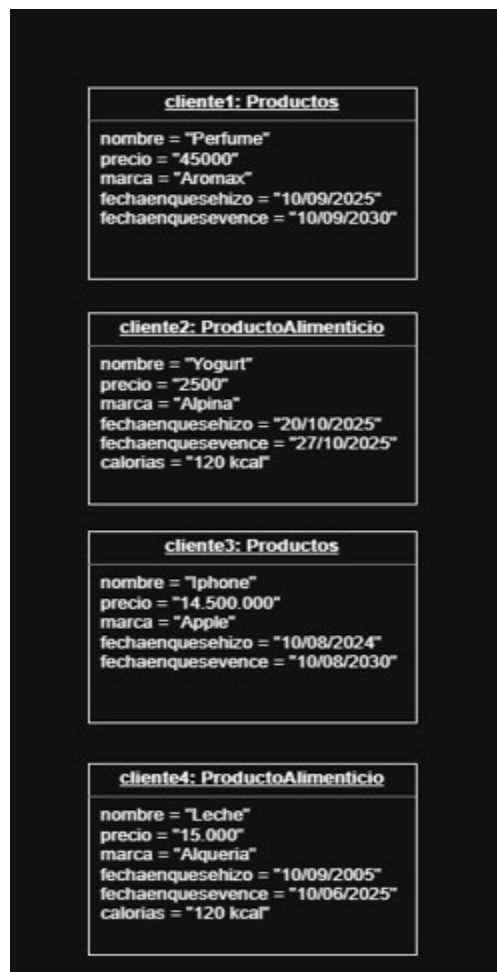 cliente1: Productos
nombre = "Perfume"
precio = "45000"
marca = "Aromax"
fechaenquesehizo = "10/09/2025"
fechaenquesevence = "10/09/2030"
cliente2: ProductoAlimenticio
nombre = "Yogurt"
precio = "2500"
marca = "Alpina"
fechaenquesehizo = "20/10/2025"
fechaenquesevence = "27/10/2025"
calorias = "120 kcal"
cliente3: Productos
nombre = "Iphone"
precio = "14.500.000"
marca = "Apple"
fechaenquesehizo = "10/08/2024"
fechaenquesevence = "10/08/2030"
cliente4: ProductoAlimenticio
nombre = "Leche"
precio = "15.000"
marca = "Alqueria"
fechaenquesehizo = "10/09/2005"
fechaenquesevence = "10/06/2025"
calorias = "120 kcal"